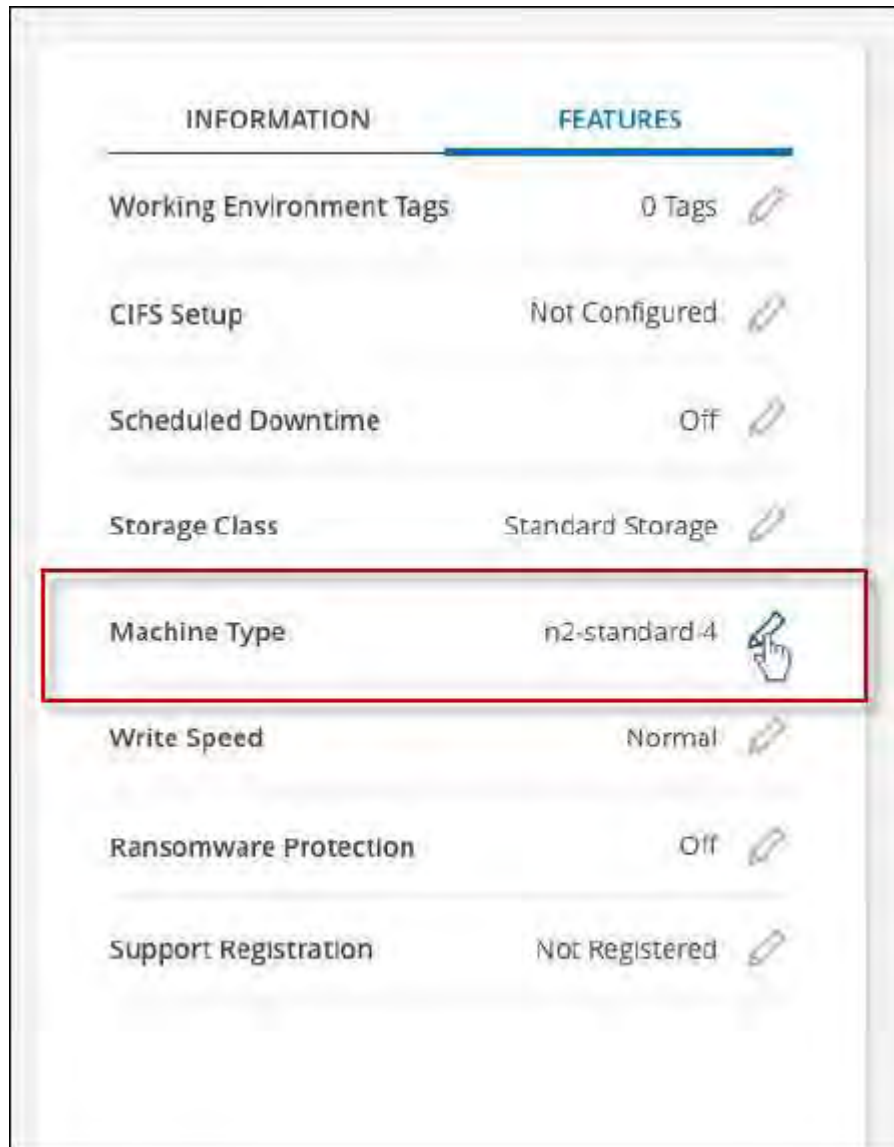 INFORMATION FEATURES
Working Environment Tags 0 Tags
CIFS Setup Not Configured
Scheduled Downtime Off
Storage Class Standard Storage
Machine Type n2-standard-4
Write Speed Normal
Ransomware Protection Off
Support Registration Not Registered